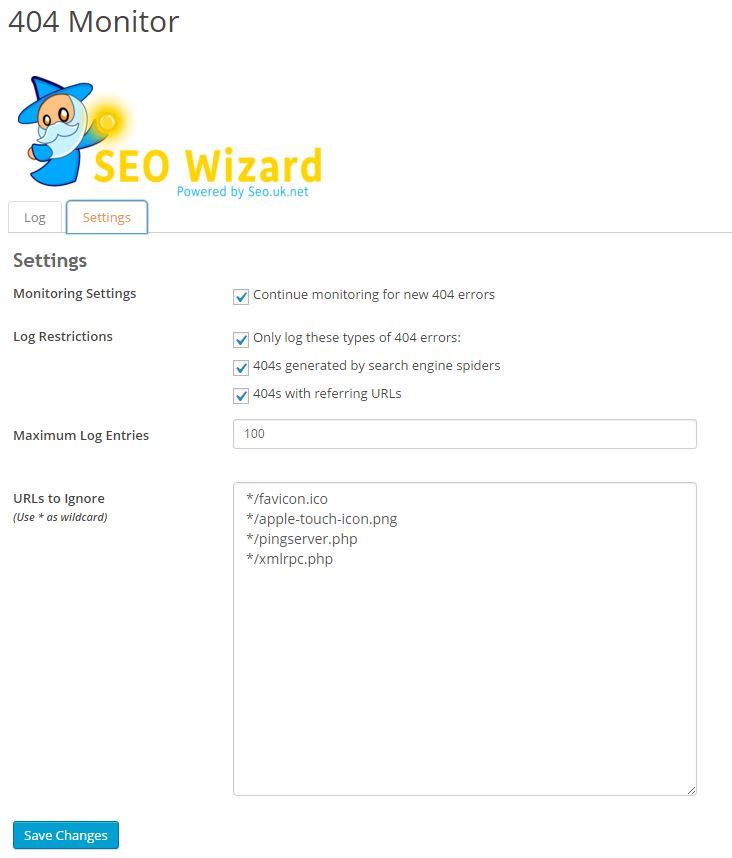 404 Monitor
SEO Wizard
Powered by Seo.uk.net
Log
Settings
Settings
Monitoring Settings
Continue monitoring for new 404 errors
Log Restrictions
Only log these types of 404 errors:
404s generated by search engine spiders
404s with referring URLs
Maximum Log Entries
100
URLs to Ignore
(Use * as wildcard)
*/favicon.ico
*/apple-touch-icon.png
*/pingserver.php
*/xmlrpc.php
Save Changes